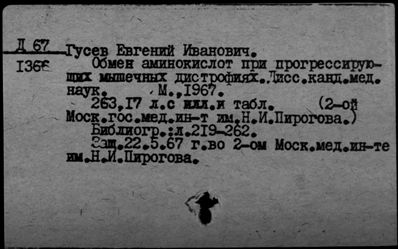 Д 67
1366
Гусев Евгений Иванович.
Обмен аминокислот при прогрессирую-
щих мышечных дистрофиях.Дисс.канд.мед.
наук. М.,1967.
263,17 л.с илл.и табл. (2-ой
Моск.гос.мед.ин-т им.Н.И.Пирогова.)
Библиогр.:л.219-262.
Защ.22.5.67 г.во 2-ом Моск.мед.ин-те
им.Н.И.Пирогова.